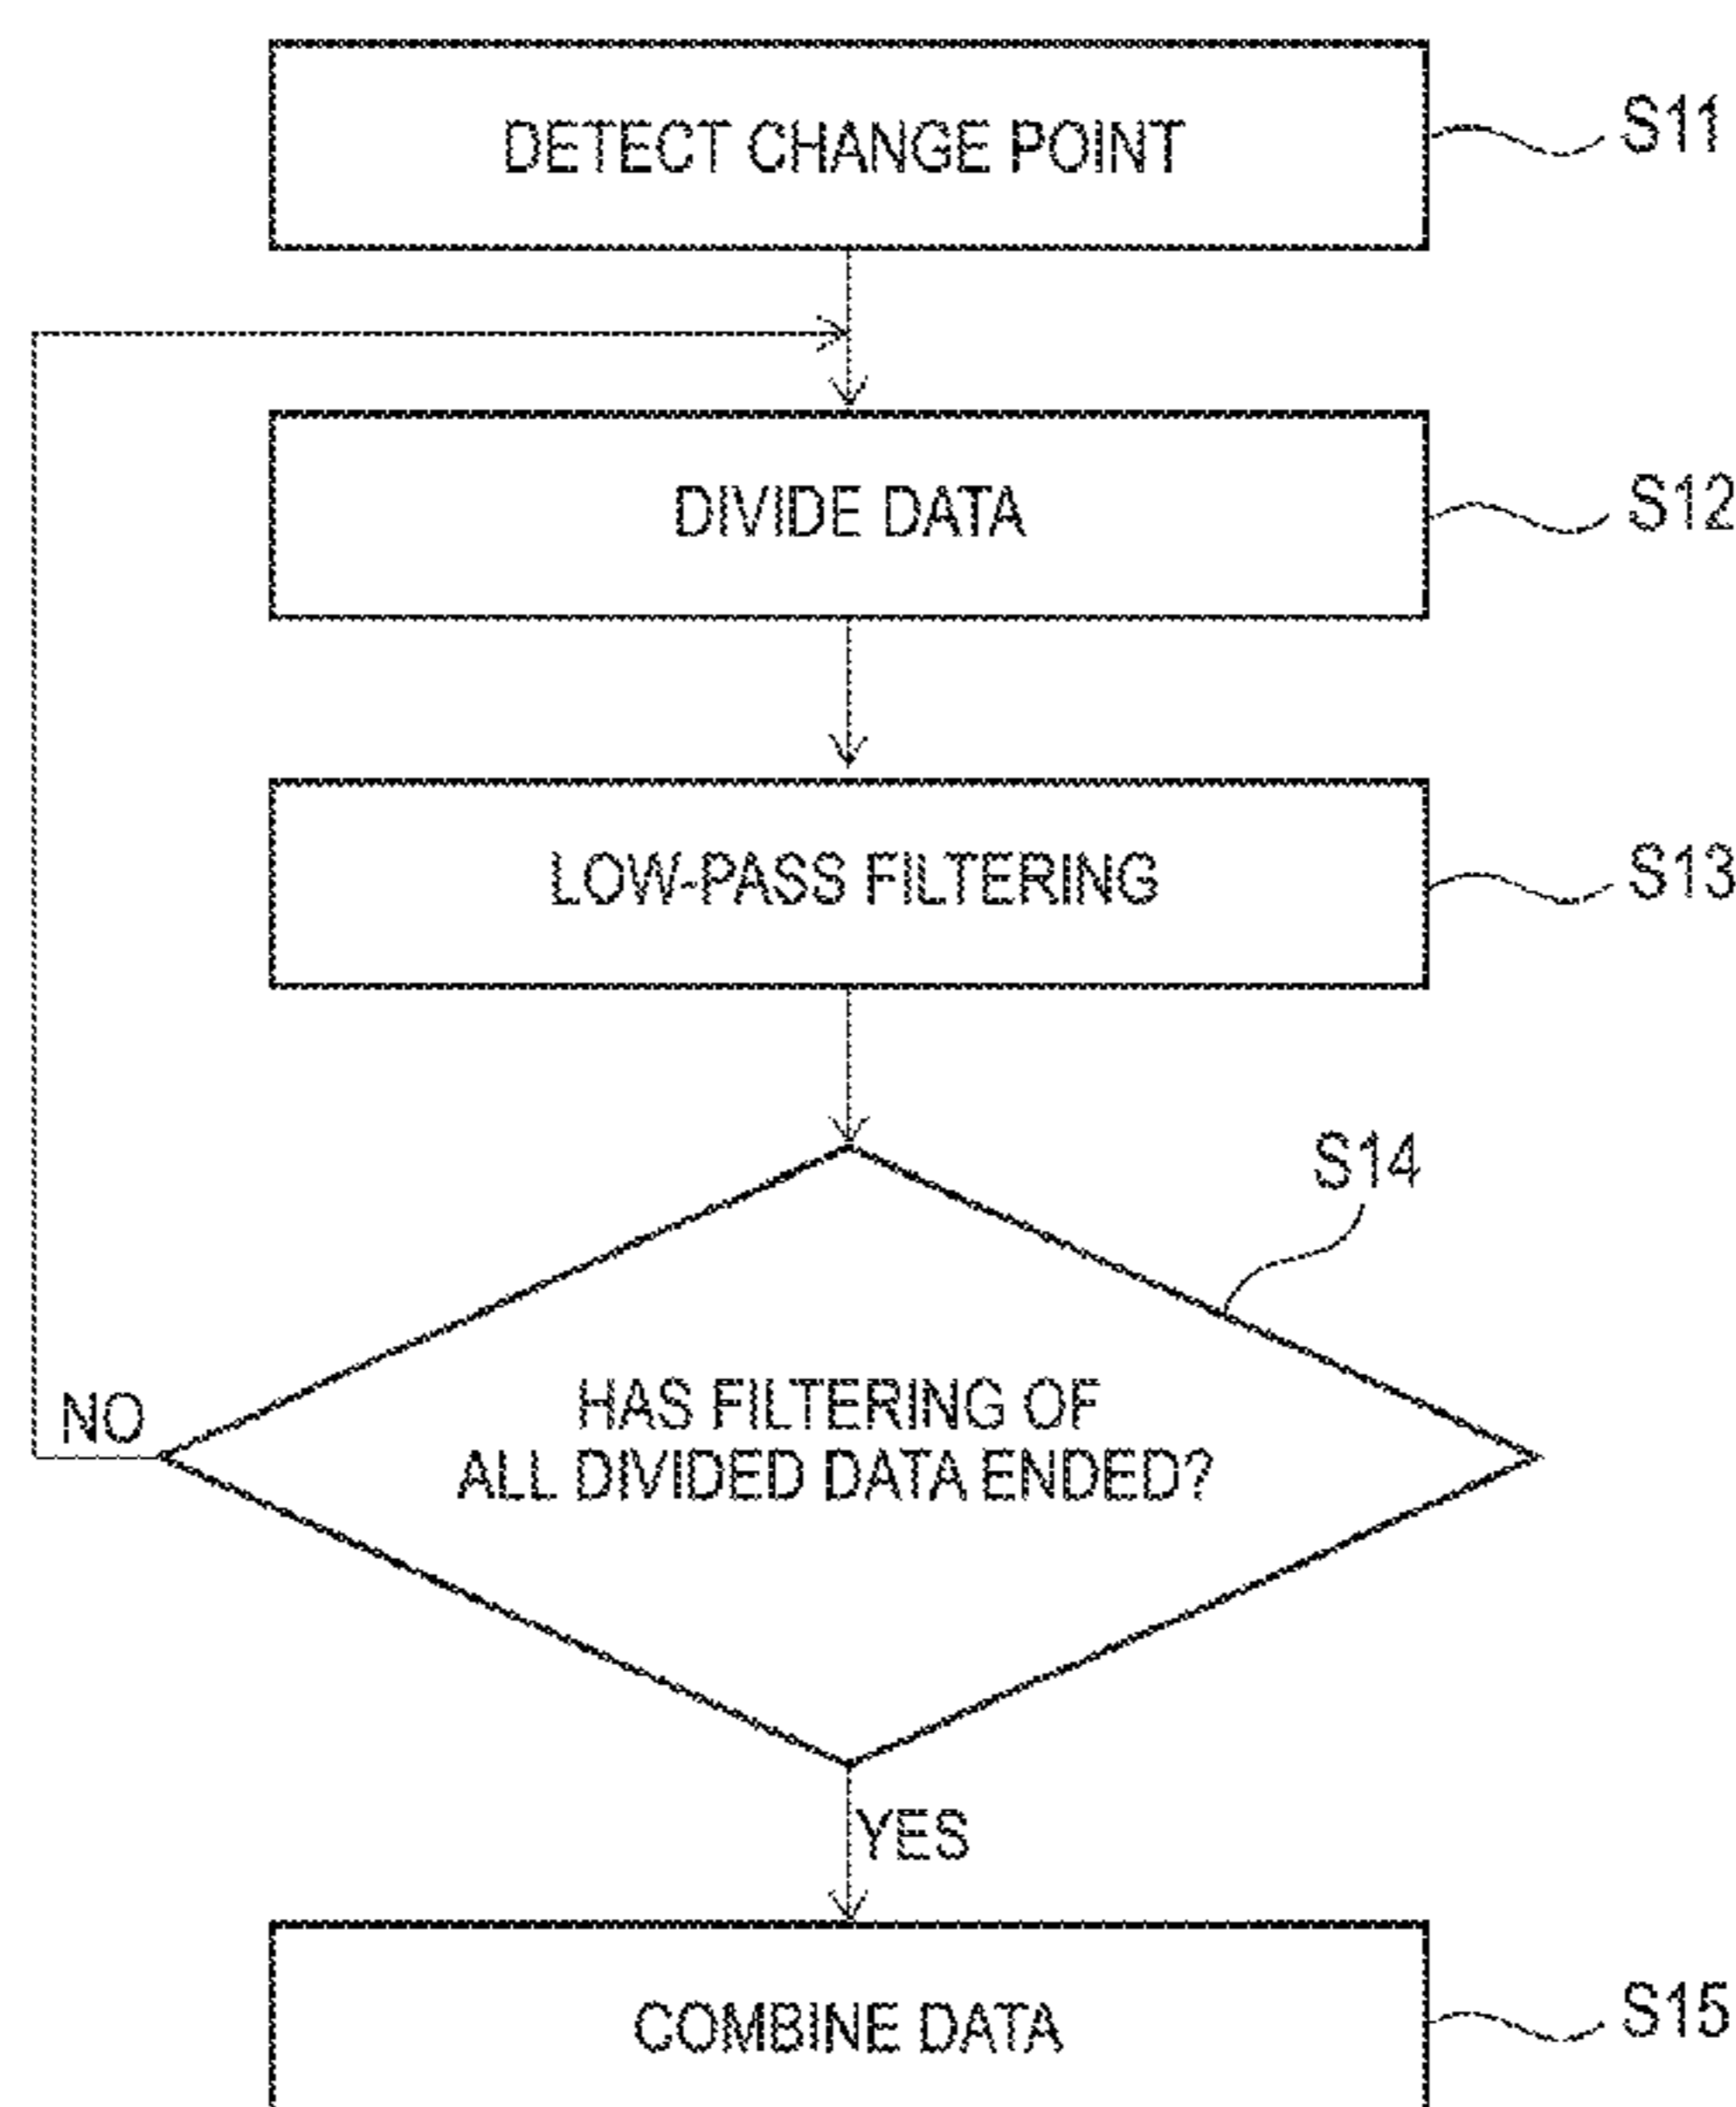 DETECT CHANGE POINT
S11
DIVIDE DATA
S12
LOW-PASS FILTERING
S13
S14
HAS FILTERING OF
ALL DIVIDED DATA ENDED?
NO
YES
COMBINE DATA
S15